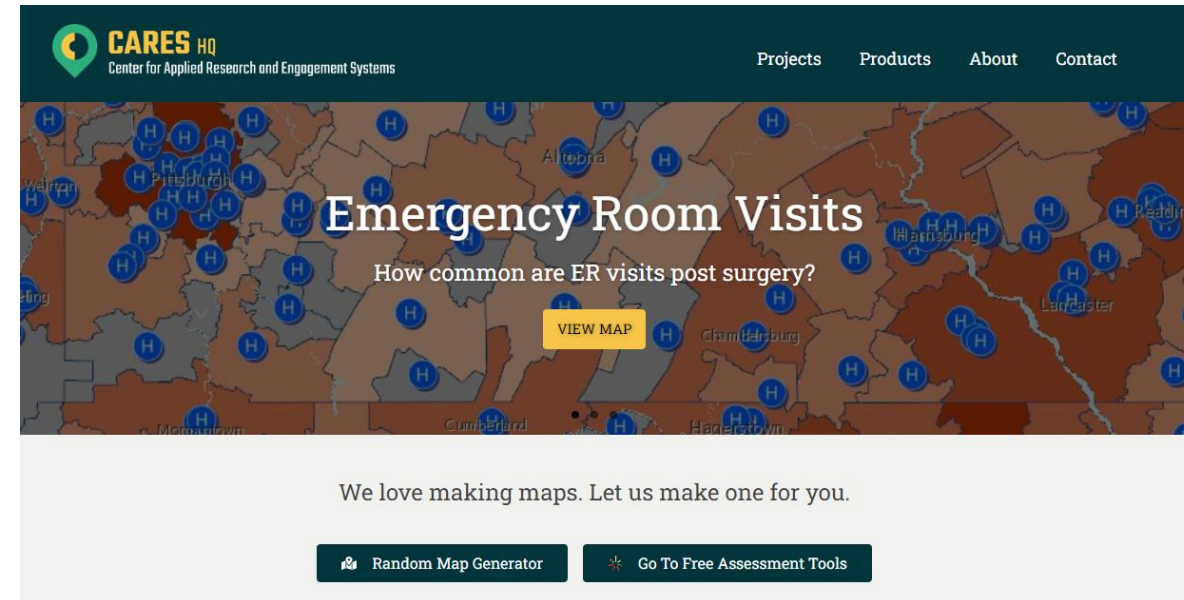 CARES HQ
Center for Applied Research and Engagement Systems
Projects Products About Contact
H
Altoona
Pittsburgh
Weirton
Emergency Room Visits
Harrisburg
How common are ER visits post surgery?
Lancaster
VIEW MAP
Chambersburg
Cumberland
Hagerstown
Morgantown
We love making maps. Let us make one for you.
Random Map Generator
Go To Free Assessment Tools